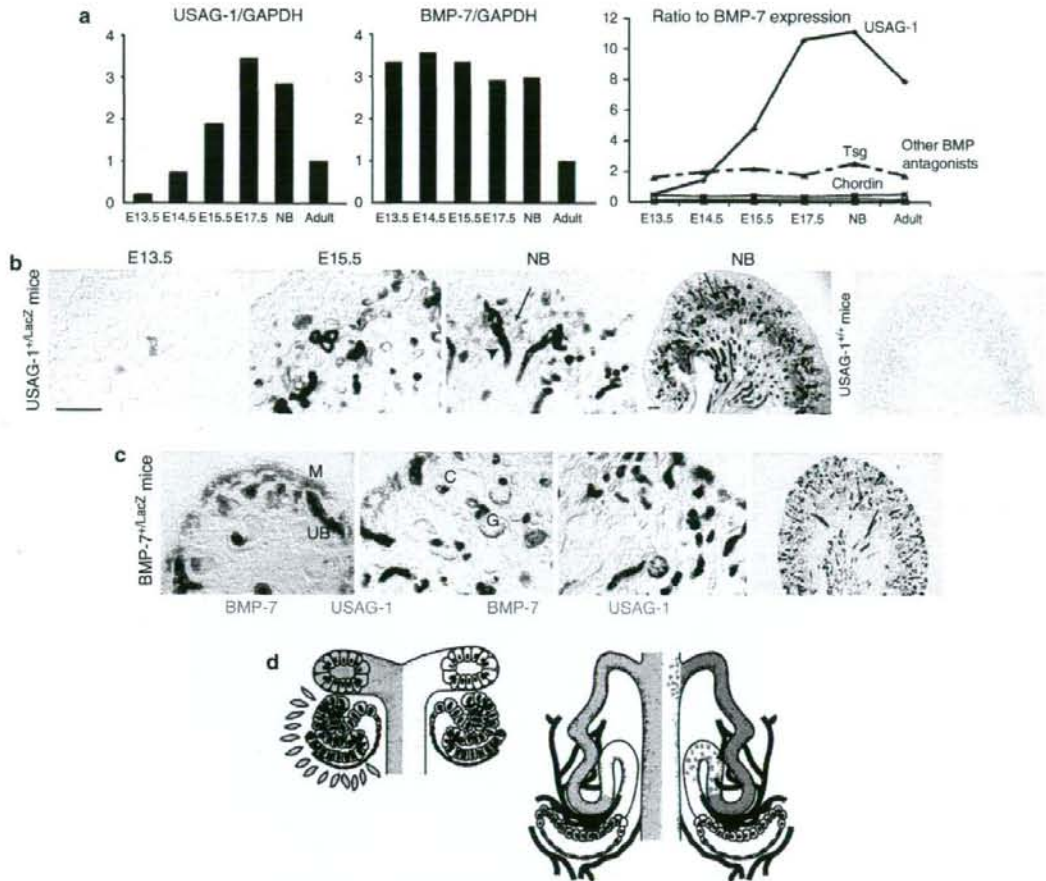 a
USAG-1/GAPDH
4
3
2
1
0
E13.5 E14.5 E15.5 E17.5 NB Adult
BMP-7/GAPDH
4
3
2
1
0
E13.5 E14.5 E15.5 E17.5 NB Adult
Ratio to BMP-7 expression
12
10
8
6
4
2
0
USAG-1
Tsg
Other BMP antagonists
Chordin
E13.5 E14.5 E15.5 E17.5 NB Adult
b
E13.5 E15.5 NB NB
USAG-1+/LacZ mice
USAG-1+/+ mice
c
BMP-7+/LacZ mice
M
UB
C
G
BMP-7 USAG-1 BMP-7 USAG-1
d